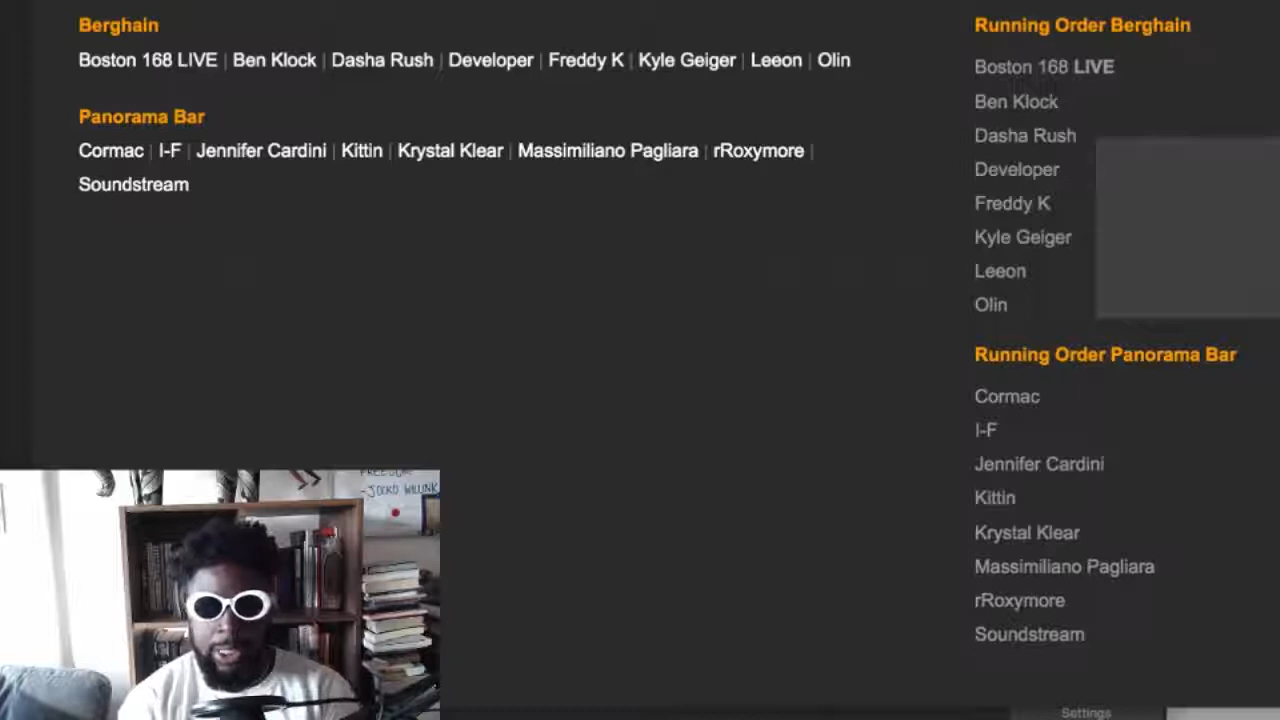 Berghain
Boston 168 LIVE | Ben Klock | Dasha Rush | Developer | Freddy K | Kyle Geiger | Leeon | Olin
Panorama Bar
Cormac | I-F | Jennifer Cardini | Kittin | Krystal Klear | Massimiliano Pagliara | rRoxymore |
Soundstream
Running Order Berghain
Boston 168 LIVE
Ben Klock
Dasha Rush
Developer
Freddy K
Kyle Geiger
Leeon
Olin
Running Order Panorama Bar
Cormac
I-F
Jennifer Cardini
Kittin
Krystal Klear
Massimiliano Pagliara
rRoxymore
Soundstream
FREEDOM
-JOCKO WILLINK
Settings